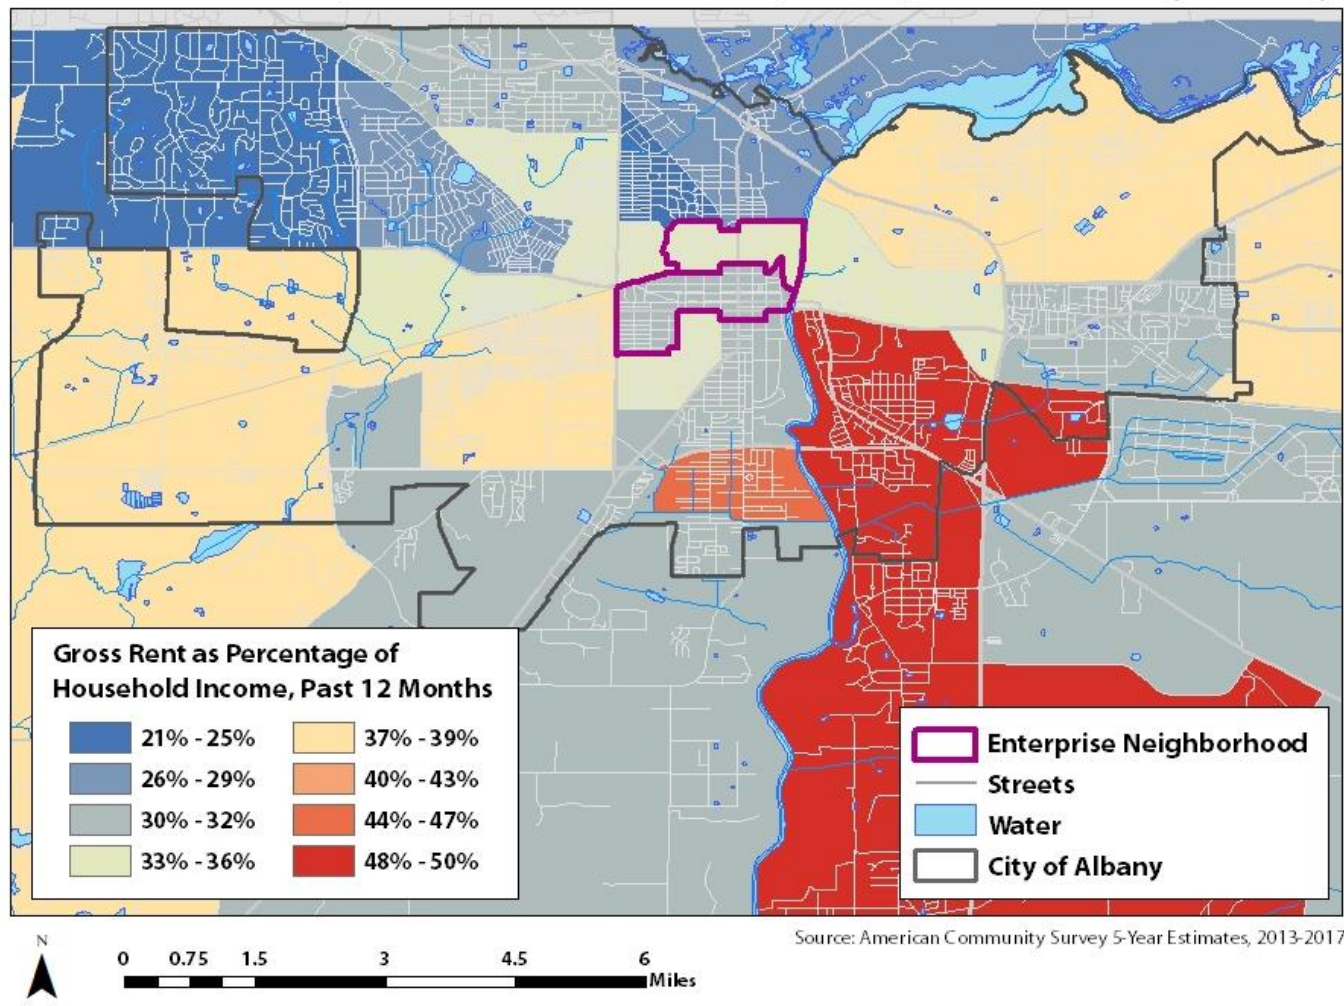 Gross Rent as Percentage of
Household Income, Past 12 Months
21% - 25%
26% - 29%
30% - 32%
33% - 36%
37% - 39%
40% - 43%
44% - 47%
48% - 50%
Enterprise Neighborhood
Streets
Water
City of Albany
Source: American Community Survey 5-Year Estimates, 2013-2017
N
0 0.75 1.5 3 4.5 6
Miles